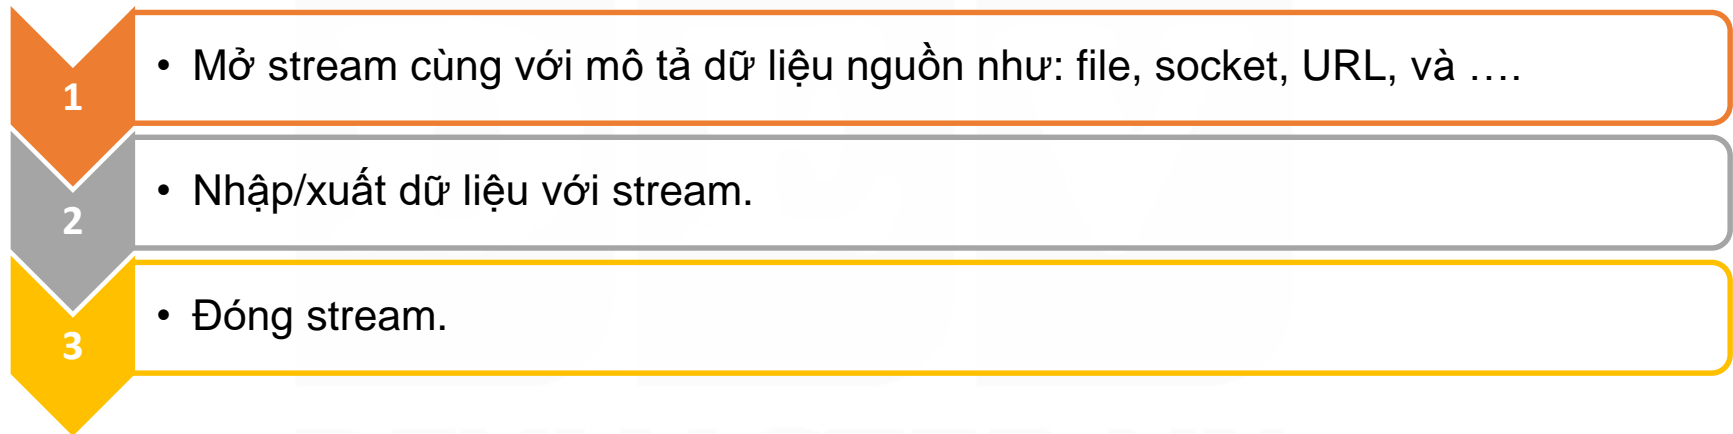 1
• Mở stream cùng với mô tả dữ liệu nguồn như: file, socket, URL, và ....
2
• Nhập/xuất dữ liệu với stream.
3
• Đóng stream.